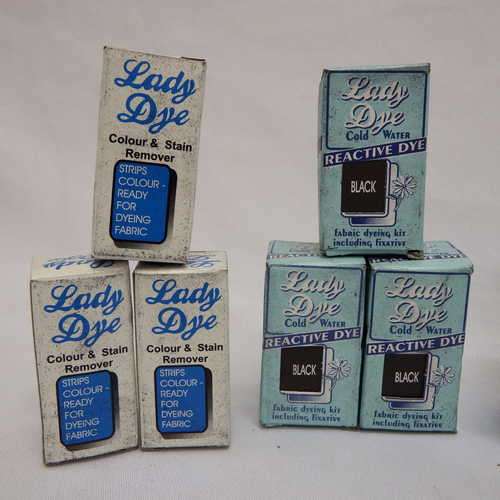 Lady
Dye
Colour & Stain
Remover
STRIPS
COLOUR -
READY
FOR
DYEING
FABRIC
Lady
Dye
Cold Water
REACTIVE DYE
BLACK
fabric dyeing kit
including fixative
Lady
Dye
Colour & Stain
Remover
STRIPS
COLOUR -
READY
FOR
DYEING
FABRIC
Lady
Dye
Colour & Stain
Remover
STRIPS
COLOUR -
READY
FOR
DYEING
FABRIC
Lady
Dye
Cold Water
REACTIVE DYE
BLACK
fabric dyeing kit
including fixative
Lady
Dye
Cold Water
REACTIVE DYE
BLACK
fabric dyeing kit
including fixative